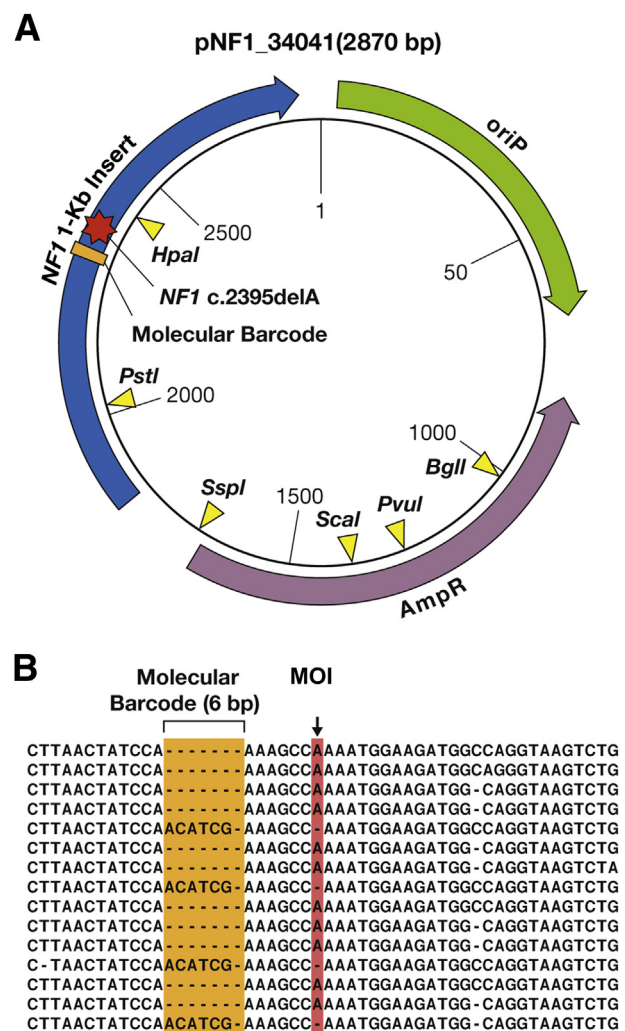 A
pNF1_34041(2870 bp)
oriP
NF1 1-Kb Insert
1
2500
HpaI
50
NF1 c.2395delA
Molecular Barcode
PstI
2000
1000
BglI
SspI
1500
ScaI
PvuI
AmpR
B
Molecular
Barcode (6 bp)
MOI
CTTAACTATCCA-------AAAGCCAAAATGGAAGATGGCCAGGTAAGTCTG
CTTAACTATCCA-------AAAGCCAAAATGGAAGATGGCAGGGTAAGTCTG
CTTAACTATCCA-------AAAGCCAAAATGGAAGATGG-CAGGTAAGTCTG
CTTAACTATCCA-------AAAGCCAAAATGGAAGATGG-CAGGTAAGTCTG
CTTAACTATCCAACATCG-AAAGCC-AAATGGAAGATGGCCAGGTAAGTCTG
CTTAACTATCCA-------AAAGCCAAAATGGAAGATGG-CAGGTAAGTCTG
CTTAACTATCCA-------AAAGCCAAAATGGAAGATGG-CAGGTAAGTCTA
CTTAACTATCCAACATCG-AAAGCC-AAATGGAAGATGGCCAGGTAAGTCTG
CTTAACTATCCA-------AAAGCCAAAATGGAAGATGG-CAGGTAAGTCTG
CTTAACTATCCA-------AAAGCCAAAATGGAAGATGG-CAGGTAAGTCTG
CTTAACTATCCA-------AAAGCCAAAATGGAAGATGG-CAGGTAAGTCTG
C-TAACTATCCAACATCG-AAAGCC-AAATGGAAGATGGCCAGGTAAGTCTG
CTTAACTATCCA-------AAAGCCAAAATGGAAGATGGCCAGGTAAGTCTG
CTTAACTATCCA-------AAAGCCAAAATGGAAGATGG-CAGGTAAGTCTG
CTTAACTATCCAACATCG-AAAGCC-AAATGGAAGATGGCCAGGTAAGTCTG